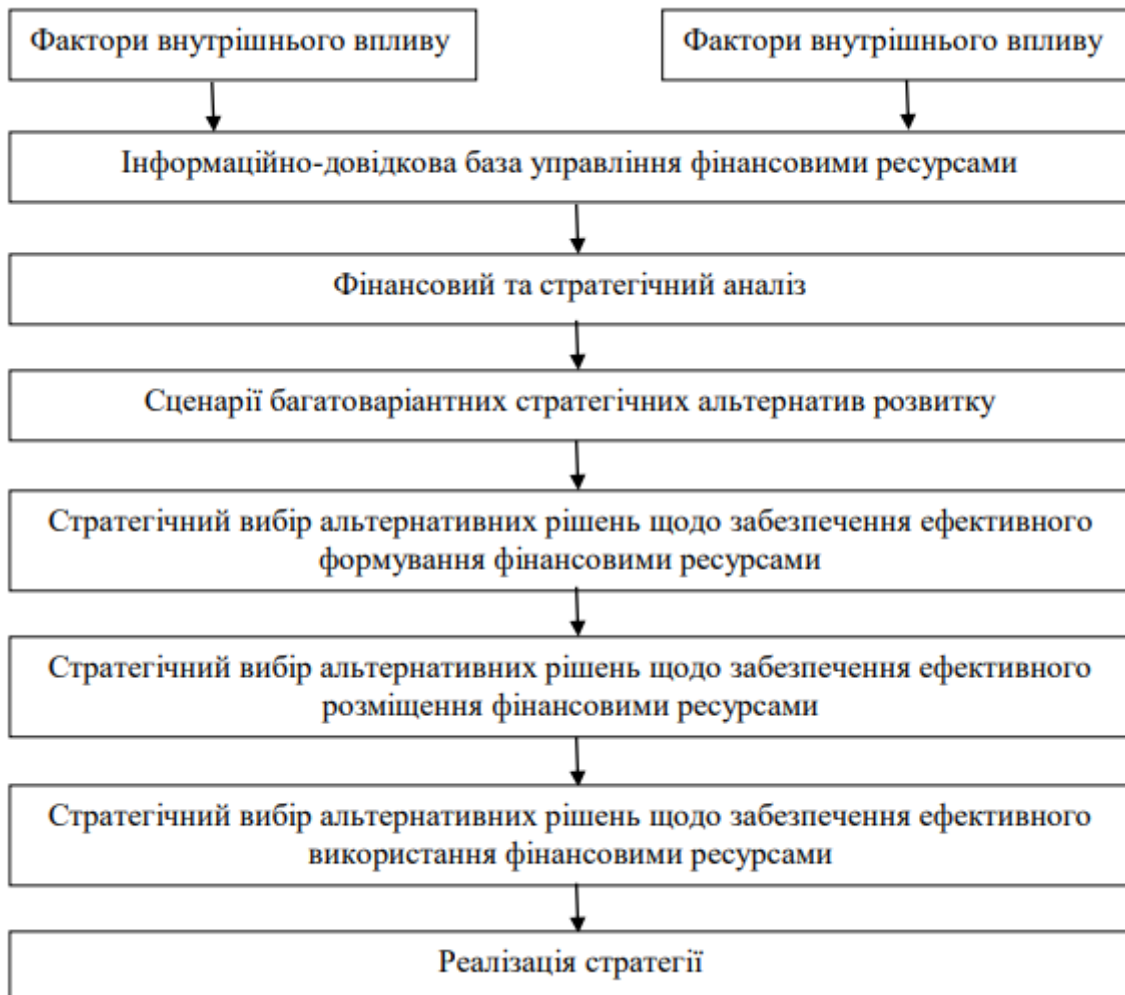 Фактори внутрішнього впливу
Фактори внутрішнього впливу
Інформаційно-довідкова база управління фінансовими ресурсами
Фінансовий та стратегічний аналіз
Сценарії багатоваріантних стратегічних альтернатив розвитку
Стратегічний вибір альтернативних рішень щодо забезпечення ефективного
формування фінансовими ресурсами
Стратегічний вибір альтернативних рішень щодо забезпечення ефективного
розміщення фінансовими ресурсами
Стратегічний вибір альтернативних рішень щодо забезпечення ефективного
використання фінансовими ресурсами
Реалізація стратегії